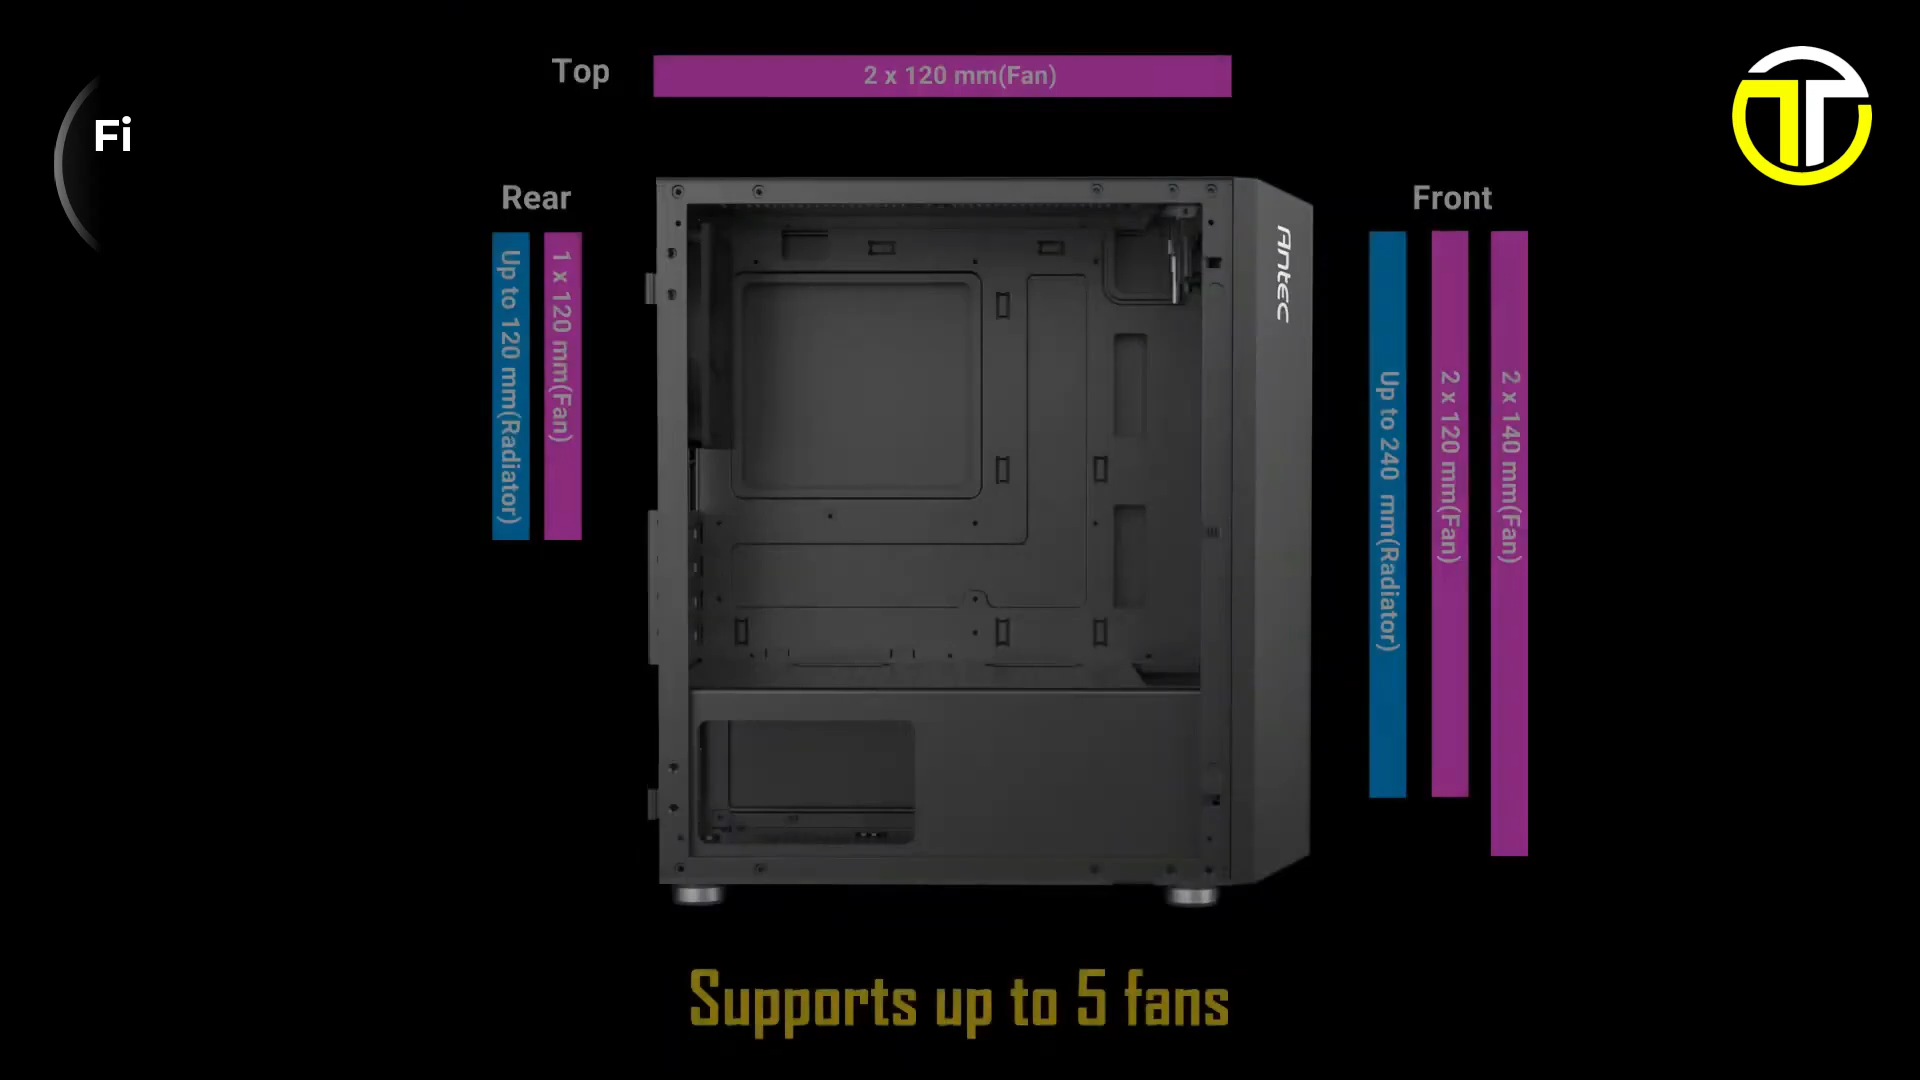 Top
2 x 120 mm(Fan)
Fi
Rear
Up to 120 mm(Radiator)
1 x 120 mm(Fan)
Antec
Front
Up to 240 mm(Radiator)
2 x 120 mm(Fan)
2 x 140 mm(Fan)
Supports up to 5 fans